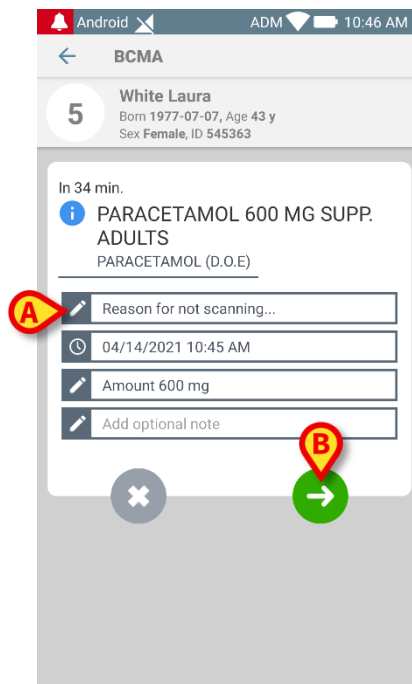 Android ADM 10:46 AM
BCMA
5
White Laura
Born 1977-07-07, Age 43 y
Sex Female, ID 545363
In 34 min.
i
PARACETAMOL 600 MG SUPP.
ADULTS
PARACETAMOL (D.O.E)
A
Reason for not scanning...
04/14/2021 10:45 AM
Amount 600 mg
Add optional note
B